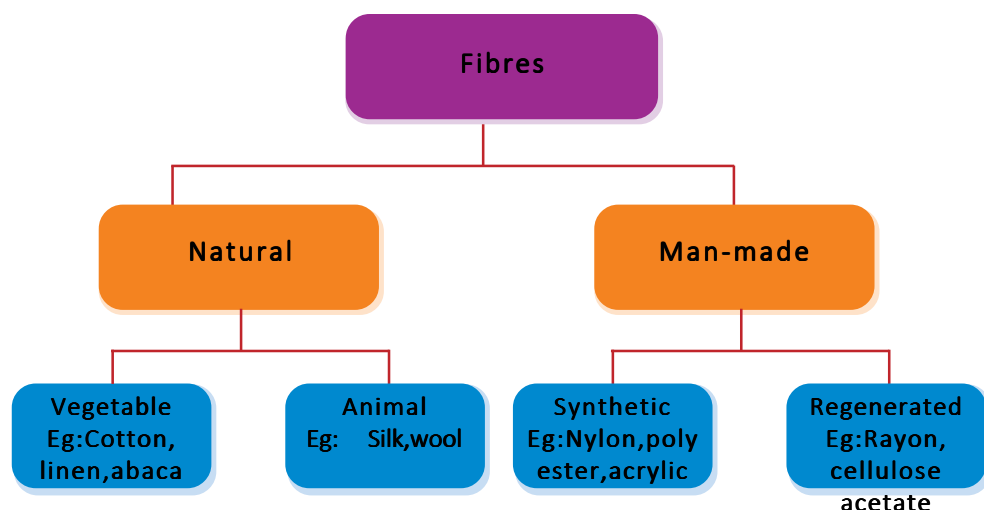 Fibres
Natural
Man-made
Vegetable
Eg:Cotton,
linen,abaca
Animal
Eg: Silk,wool
Synthetic
Eg:Nylon,poly
ester,acrylic
Regenerated
Eg:Rayon,
cellulose
acetate